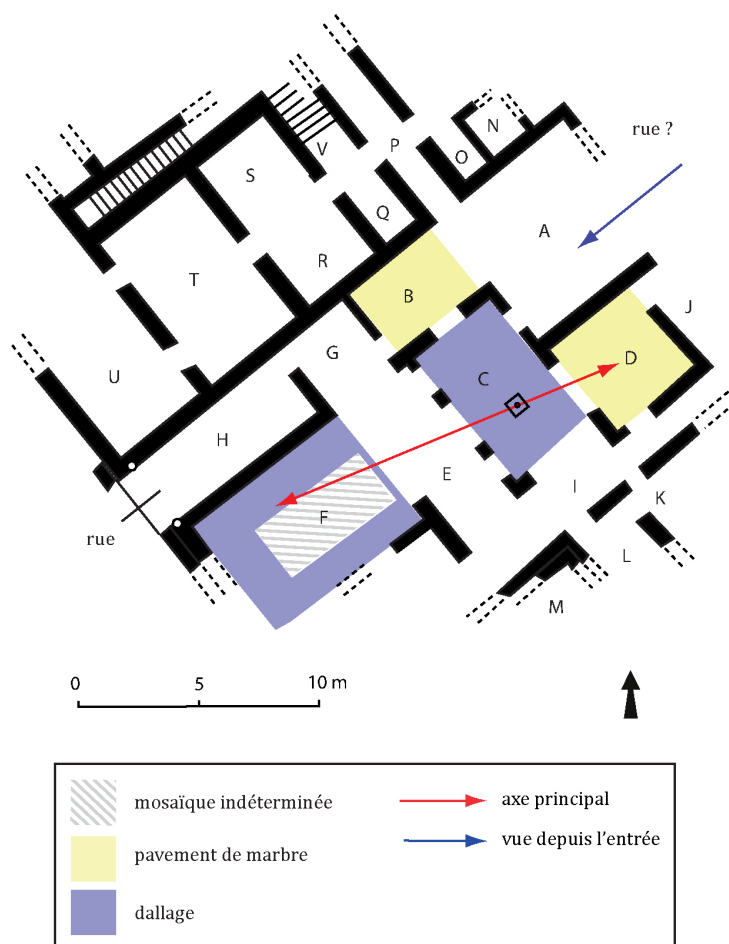 N
rue ?
V
P
O
S
Q
A
R
T
B
J
G
D
C
U
H
E
I
K
F
rue
L
M
0 5 10 m
mosaïque indéterminée
axe principal
pavement de marbre
vue depuis l'entrée
dallage